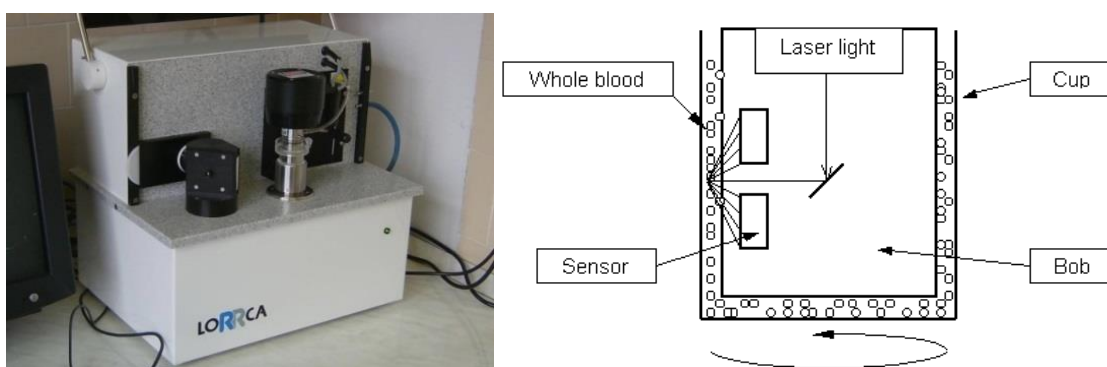 LORRCA
Laser light
Whole blood
Cup
Sensor
Bob